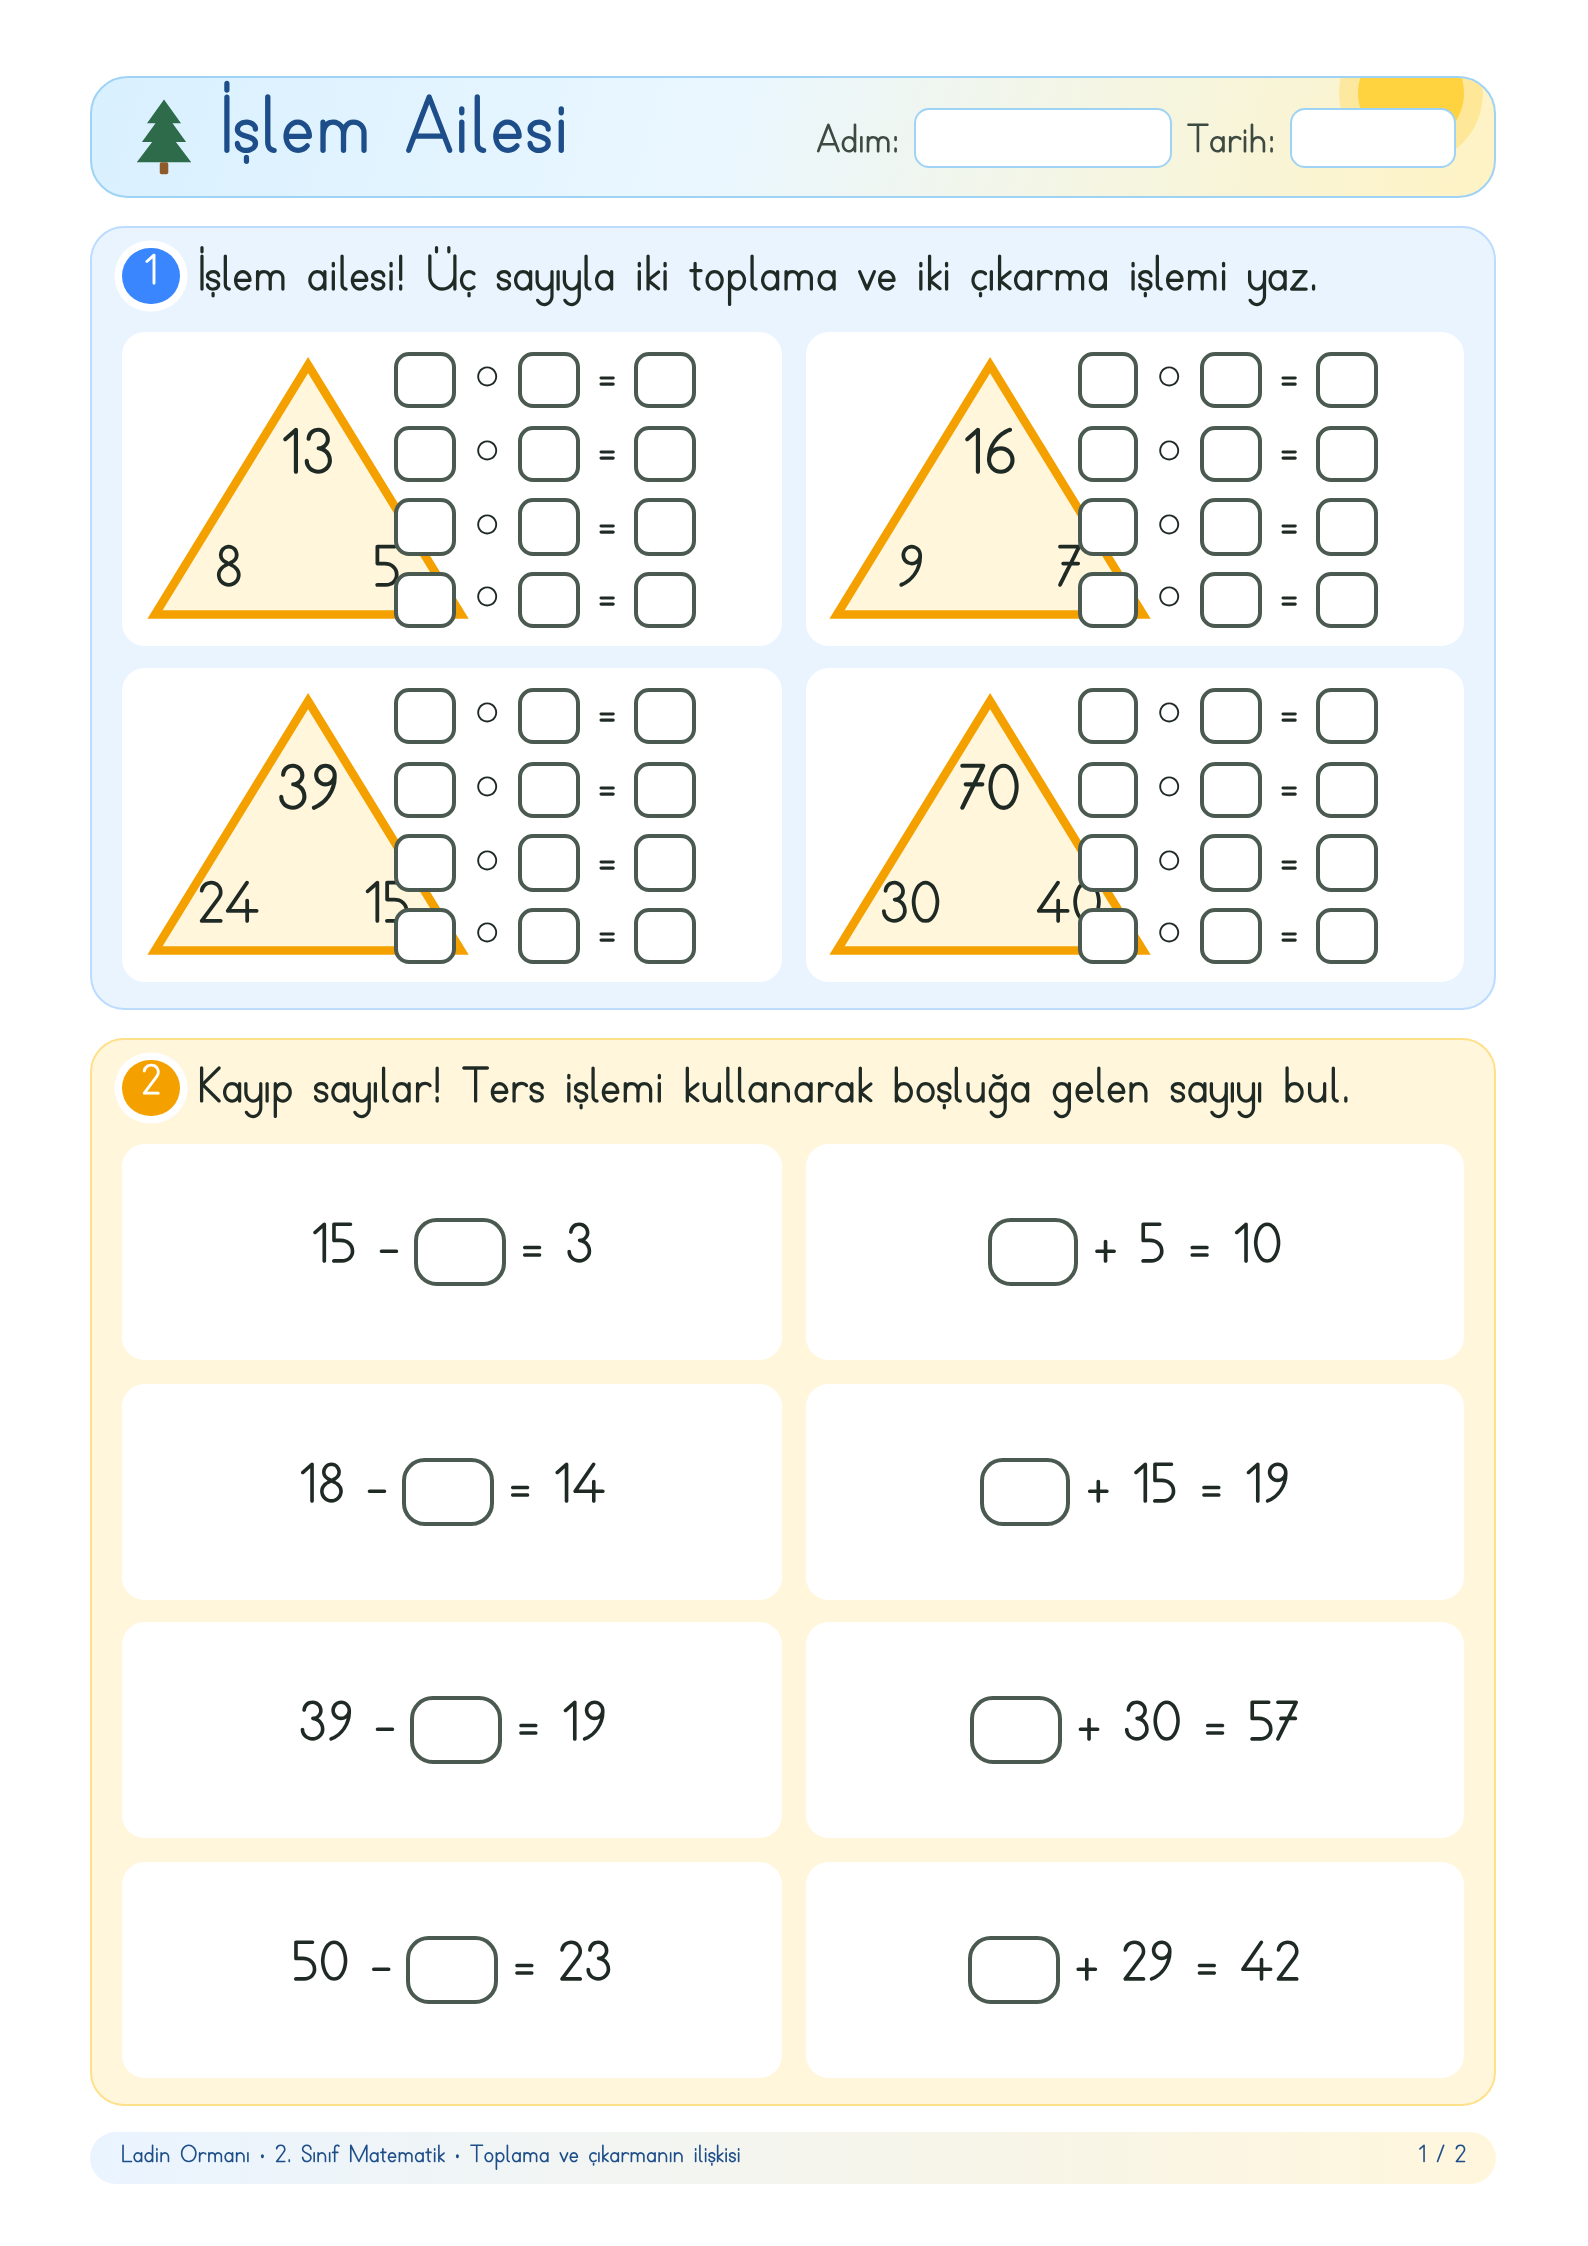 İşlem Ailesi
Adım: Tarih:
1 İşlem ailesi! Üç sayıyla iki toplama ve iki çıkarma işlemi yaz.
13
8 5
○ =
○ =
○ =
○ =
16
9 7
○ =
○ =
○ =
○ =
39
24 15
○ =
○ =
○ =
○ =
70
30 40
○ =
○ =
○ =
○ =
2 Kayıp sayılar! Ters işlemi kullanarak boşluğa gelen sayıyı bul.
15 - = 3
+ 5 = 10
18 - = 14
+ 15 = 19
39 - = 19
+ 30 = 57
50 - = 23
+ 29 = 42
Ladin Ormanı • 2. Sınıf Matematik • Toplama ve çıkarmanın ilişkisi
1 / 2